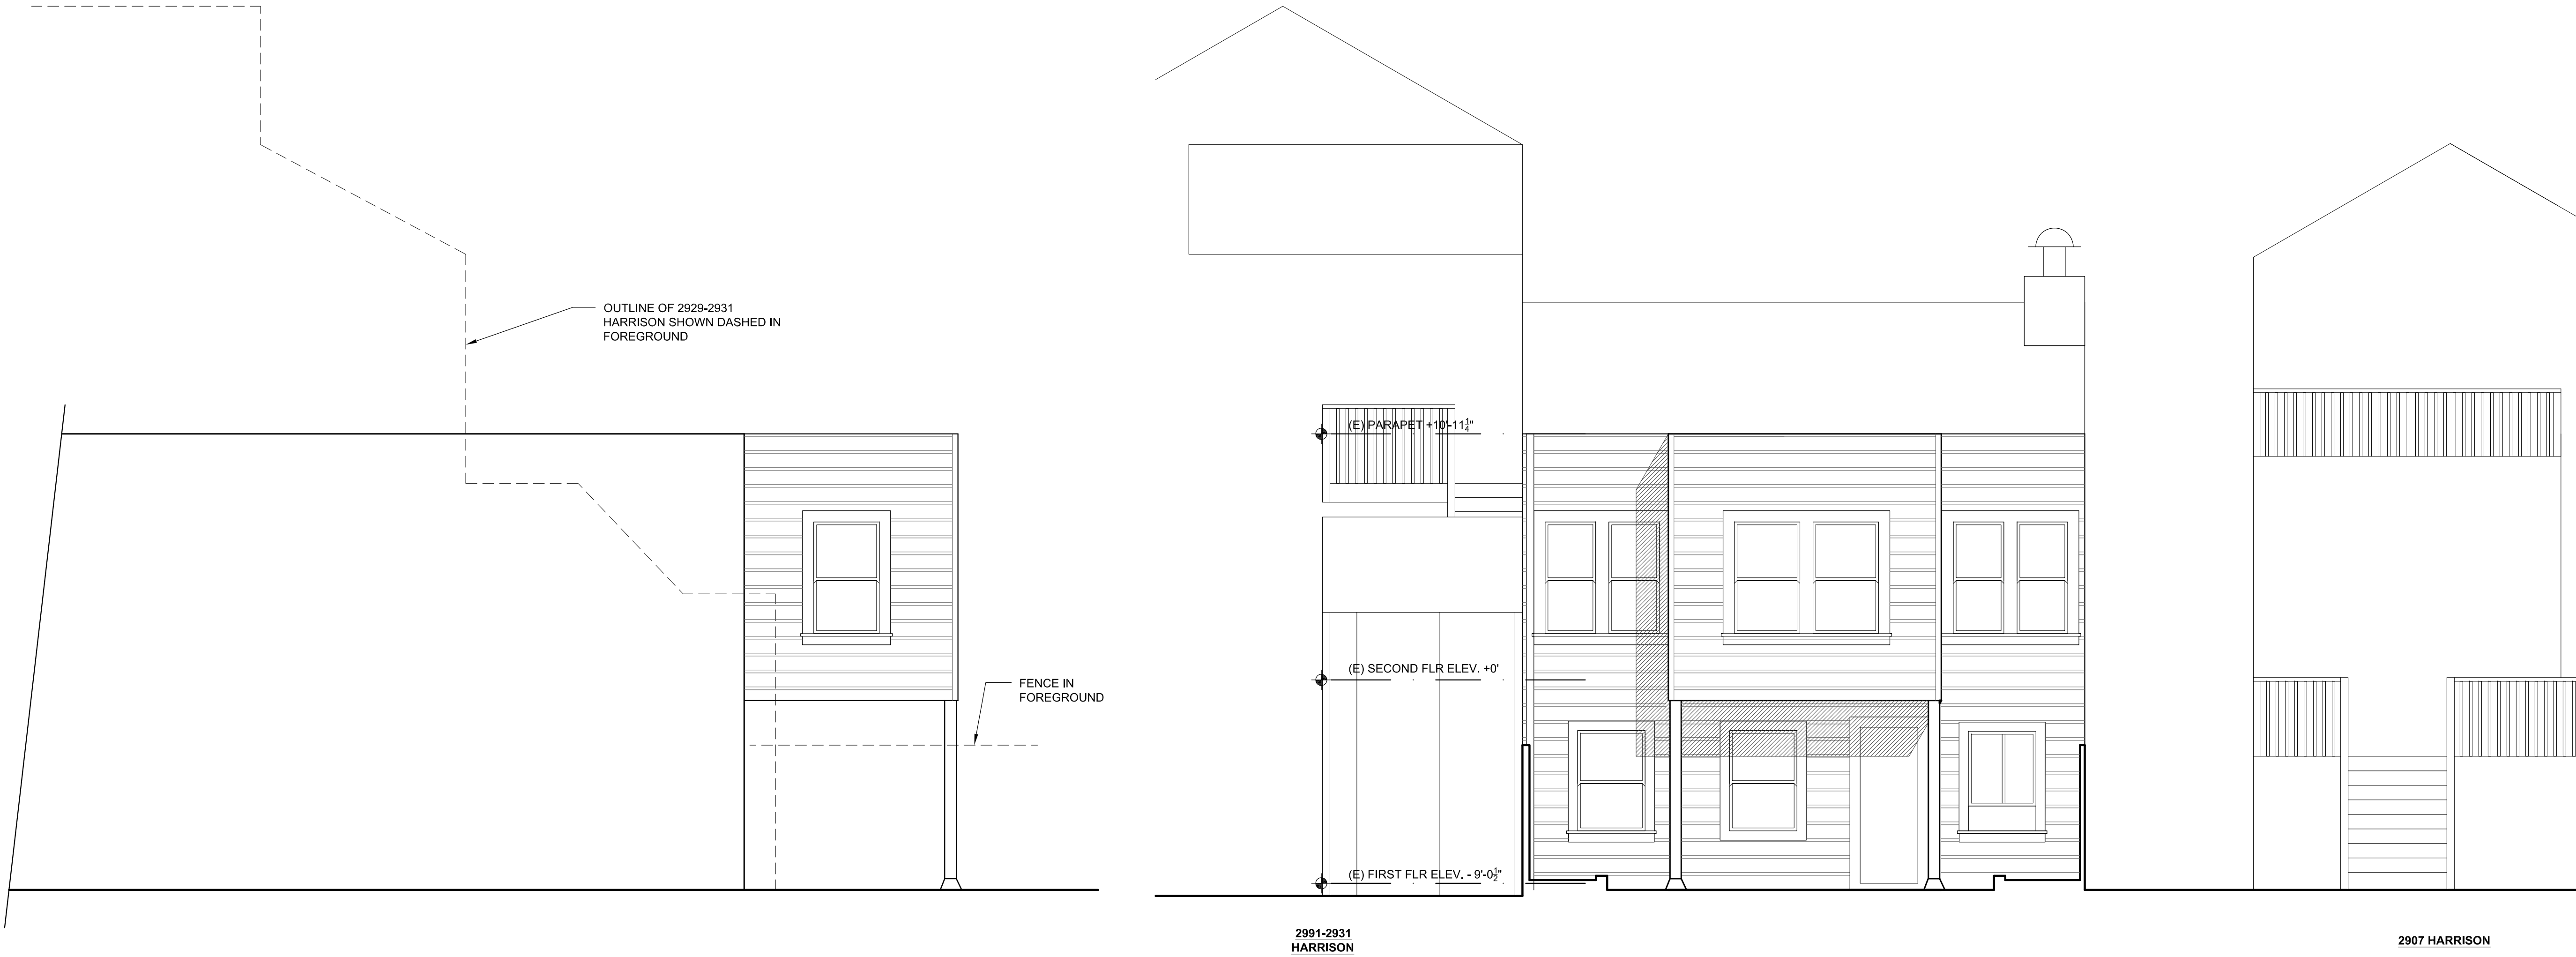 OUTLINE OF 2929-2931
HARRISON SHOWN DASHED IN
FOREGROUND
FENCE IN
FOREGROUND
(E) PARAPET +10'-11¼"
(E) SECOND FLR ELEV. +0'
(E) FIRST FLR ELEV. - 9'-0½"
2991-2931
HARRISON
2907 HARRISON